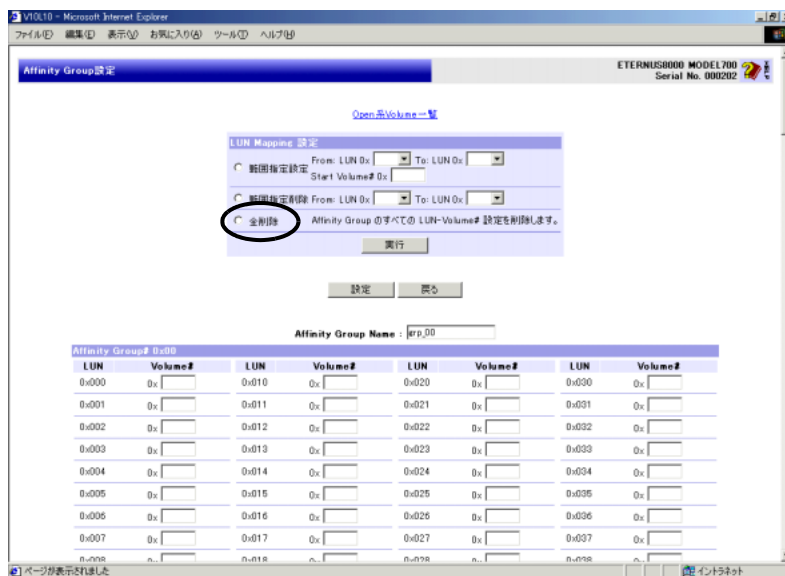 V10L10 - Microsoft Internet Explorer
ファイル(F) 編集(E) 表示(V) お気に入り(A) ツール(T) ヘルプ(H)
Affinity Group設定
ETERNUS8000 MODEL700
Serial No. 000202
Open系Volume一覧
LUN Mapping 設定
範囲指定設定 From: LUN 0x To: LUN 0x
Start Volume# 0x
範囲指定削除 From: LUN 0x To: LUN 0x
全削除 Affinity Group のすべての LUN-Volume# 設定を削除します。
実行
設定 戻る
Affinity Group Name : grp_00
Affinity Group# 0x00
LUN Volume# LUN Volume# LUN Volume# LUN Volume#
0x000 0x 0x010 0x 0x020 0x 0x030 0x
0x001 0x 0x011 0x 0x021 0x 0x031 0x
0x002 0x 0x012 0x 0x022 0x 0x032 0x
0x003 0x 0x013 0x 0x023 0x 0x033 0x
0x004 0x 0x014 0x 0x024 0x 0x034 0x
0x005 0x 0x015 0x 0x025 0x 0x035 0x
0x006 0x 0x016 0x 0x026 0x 0x036 0x
0x007 0x 0x017 0x 0x027 0x 0x037 0x
0x008 0x 0x018 0x 0x028 0x 0x038 0x
ページが表示されました イントラネット